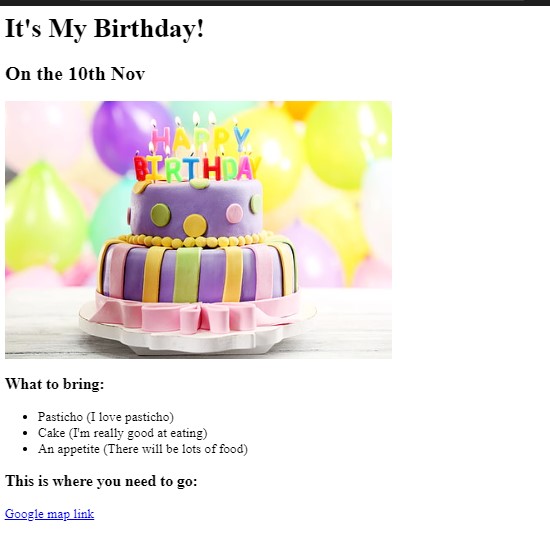 It's My Birthday!
On the 10th Nov
HAPPY
BIRTHDAY
What to bring:
Pasticho (I love pasticho)
Cake (I'm really good at eating)
An appetite (There will be lots of food)
This is where you need to go:
Google map link